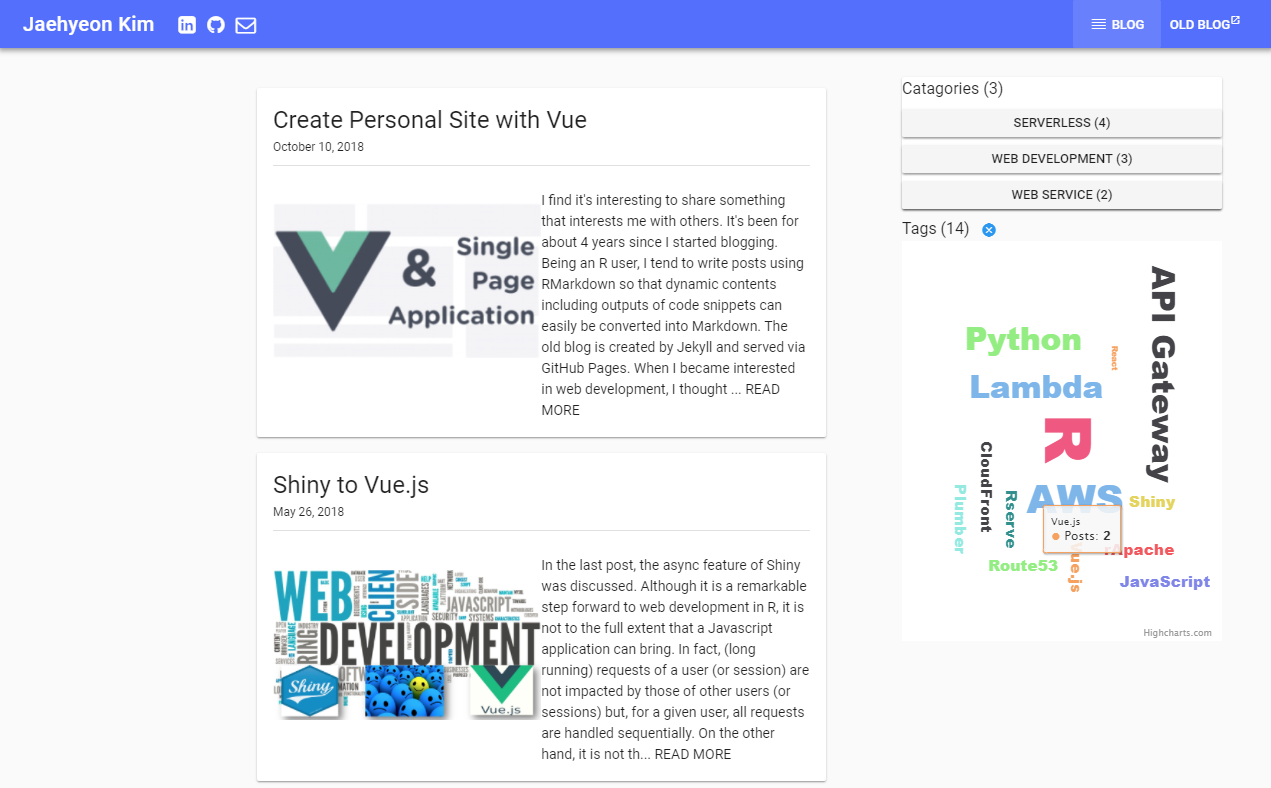 Jaehyeon Kim
BLOG
OLD BLOG
Create Personal Site with Vue
October 10, 2018
Single
& Page
Application
I find it's interesting to share something
that interests me with others. It's been for
about 4 years since I started blogging.
Being an R user, I tend to write posts using
RMarkdown so that dynamic contents
including outputs of code snippets can
easily be converted into Markdown. The
old blog is created by Jekyll and served via
GitHub Pages. When I became interested
in web development, I thought ... READ
MORE
Shiny to Vue.js
May 26, 2018
WEB
CLIEN
SIDE
JAVASCRIPT
DEVELOPMENT
Shiny
Vue.js
In the last post, the async feature of Shiny
was discussed. Although it is a remarkable
step forward to web development in R, it is
not to the full extent that a Javascript
application can bring. In fact, (long
running) requests of a user (or session) are
not impacted by those of other users (or
sessions) but, for a given user, all requests
are handled sequentially. On the other
hand, it is not th... READ MORE
Catagories (3)
SERVERLESS (4)
WEB DEVELOPMENT (3)
WEB SERVICE (2)
Tags (14)
API Gateway
Python
React
Lambda
R
CloudFront
Plumber
Rserve
AWS
Shiny
Vue.js
Posts: 2
rApache
Route53
Vue.js
JavaScript
Highcharts.com